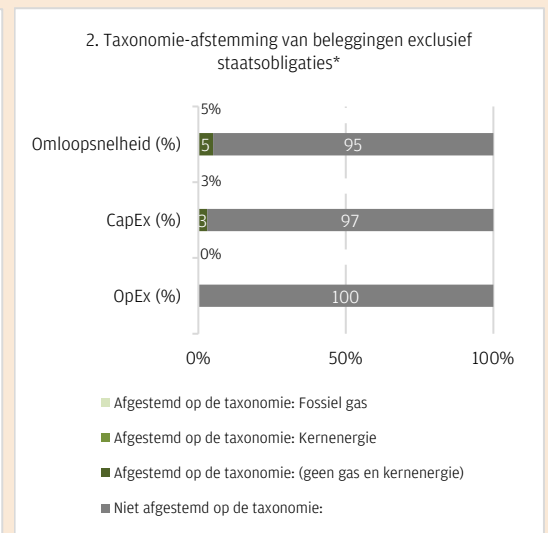 2. Taxonomie-afstemming van beleggingen exclusief
staatsobligaties*
5%
Omloopsnelheid (%) 5 95
3%
CapEx (%) 3 97
0%
OpEx (%) 100
0% 50% 100%
Afgestemd op de taxonomie: Fossiel gas
Afgestemd op de taxonomie: Kernenergie
Afgestemd op de taxonomie: (geen gas en kernenergie)
Niet afgestemd op de taxonomie: